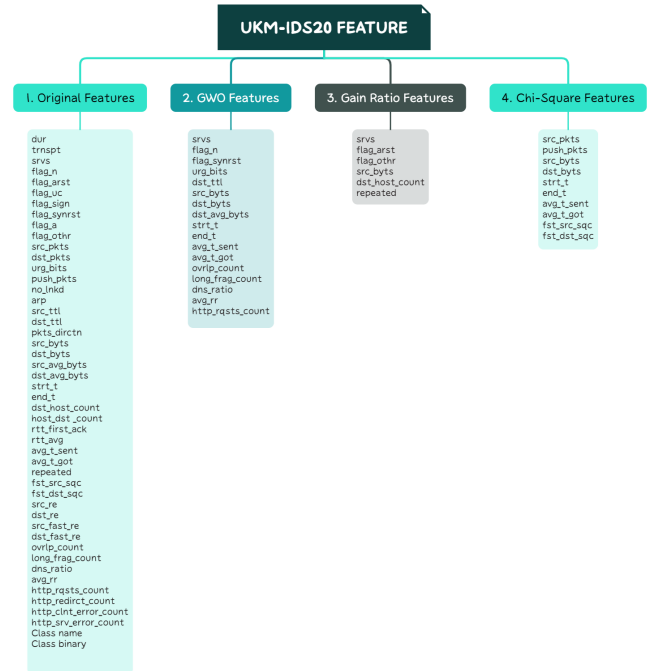 UKM-IDS20 FEATURE
1. Original Features
dur
trnspt
srvs
flag_n
flag_arst
flag_uc
flag_sign
flag_synrst
flag_a
flag_othr
src_pkts
dst_pkts
urg_bits
push_pkts
no_lnkd
arp
src_ttl
dst_ttl
pkts_dirctn
src_byts
dst_byts
src_avg_byts
dst_avg_byts
strt_t
end_t
dst_host_count
host_dst _count
rtt_first_ack
rtt_avg
avg_t_sent
avg_t_got
repeated
fst_src_sqc
fst_dst_sqc
src_re
dst_re
src_fast_re
dst_fast_re
ovrlp_count
long_frag_count
dns_ratio
avg_rr
http_rqsts_count
http_redirct_count
http_clnt_error_count
http_srv_error_count
Class name
Class binary
2. GWO Features
srvs
flag_n
flag_synrst
urg_bits
dst_ttl
src_byts
dst_byts
dst_avg_byts
strt_t
end_t
avg_t_sent
avg_t_got
ovrlp_count
long_frag_count
dns_ratio
avg_rr
http_rqsts_count
3. Gain Ratio Features
srvs
flag_arst
flag_othr
src_byts
dst_host_count
repeated
4. Chi-Square Features
src_pkts
push_pkts
src_byts
dst_byts
strt_t
end_t
avg_t_sent
avg_t_got
fst_src_sqc
fst_dst_sqc